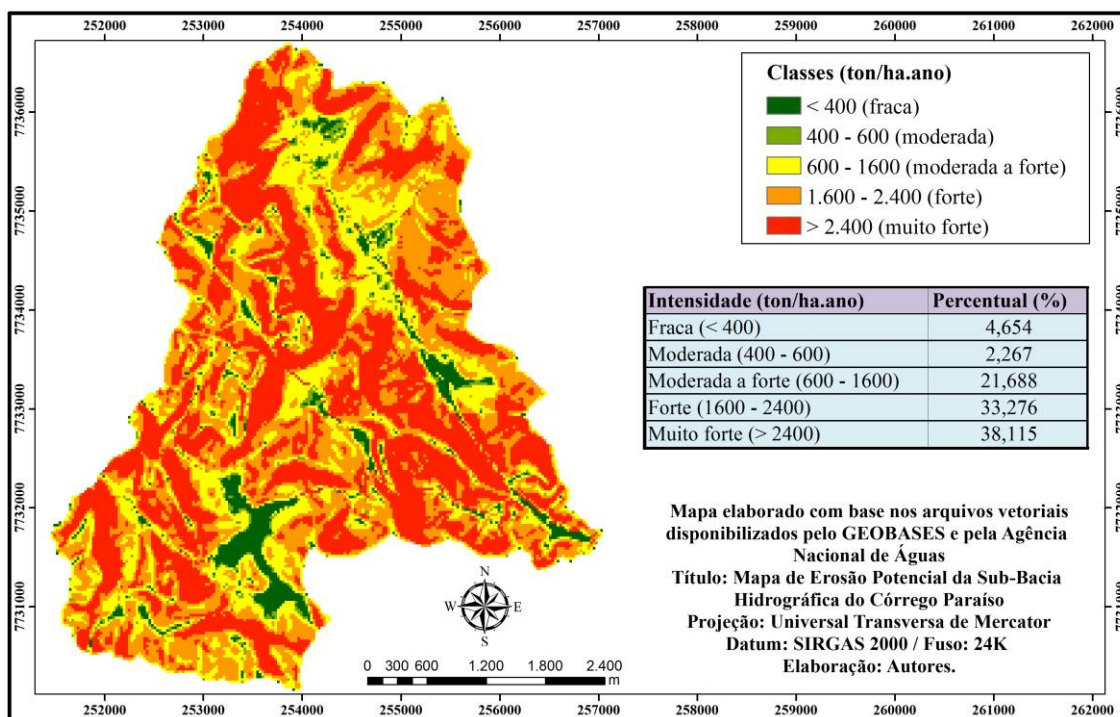 252000 253000 254000 255000 256000 257000 258000 259000 260000 261000 262000
7736000 7736000
7735000 7735000
7734000 7734000
7733000 7733000
7732000 7732000
7731000 7731000
Classes (ton/ha.ano)
< 400 (fraca)
400 - 600 (moderada)
600 - 1600 (moderada a forte)
1.600 - 2.400 (forte)
> 2.400 (muito forte)
Intensidade (ton/ha.ano) Percentual (%)
Fraca (< 400) 4,654
Moderada (400 - 600) 2,267
Moderada a forte (600 - 1600) 21,688
Forte (1600 - 2400) 33,276
Muito forte (> 2400) 38,115
Mapa elaborado com base nos arquivos vetoriais
disponibilizados pelo GEOBASES e pela Agência
Nacional de Águas
Título: Mapa de Erosão Potencial da Sub-Bacia
Hidrográfica do Córrego Paraíso
Projeção: Universal Transversa de Mercator
Datum: SIRGAS 2000 / Fuso: 24K
Elaboração: Autores.
N
W E
S
0 300 600 1.200 1.800 2.400
m
252000 253000 254000 255000 256000 257000 258000 259000 260000 261000 262000